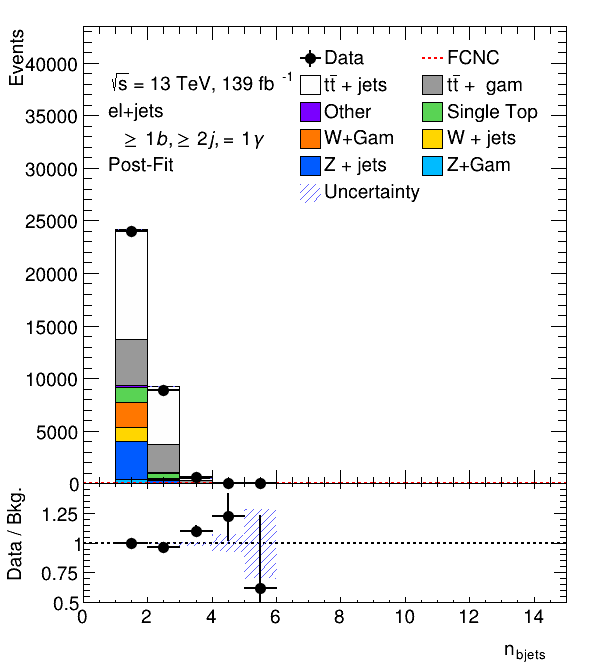 Events
40000
35000
30000
25000
20000
15000
10000
5000
0
√s = 13 TeV, 139 fb⁻¹
el+jets
≥ 1b, ≥ 2j, = 1γ
Post-Fit
Data
FCNC
tt̄ + jets
tt̄ + gam
Other
Single Top
W+Gam
W + jets
Z + jets
Z+Gam
Uncertainty
Data / Bkg.
1.25
1
0.75
0.5
0 2 4 6 8 10 12 14
n_bjets